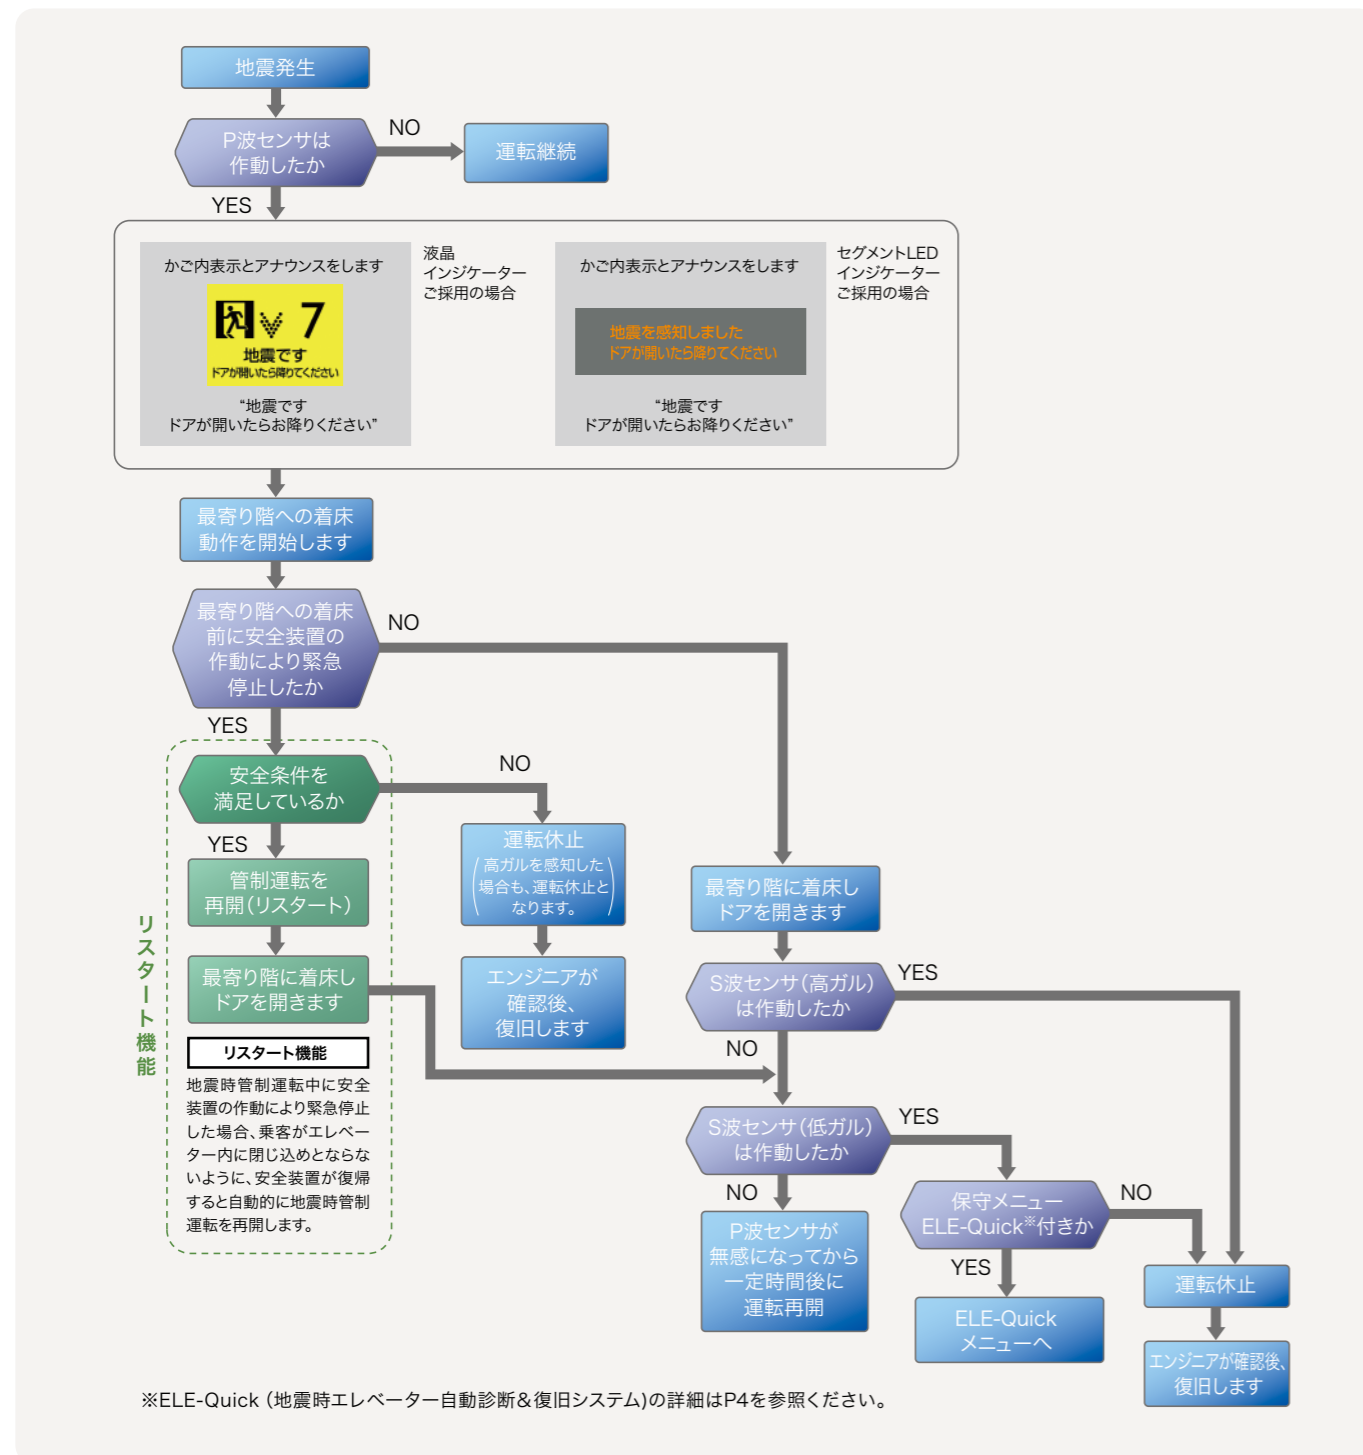 地震発生
P波センサは
作動したか
NO
運転継続
YES
かご内表示とアナウンスをします
7
地震です
ドアが開いたら降りてください
“地震です
ドアが開いたらお降りください”
液晶
インジケーター
ご採用の場合
かご内表示とアナウンスをします
地震を感知しました
ドアが開いたら降りてください
“地震です
ドアが開いたらお降りください”
セグメントLED
インジケーター
ご採用の場合
最寄り階への着床
動作を開始します
最寄り階への着床
前に安全装置の
作動により緊急
停止したか
NO
YES
リスタート機能
安全条件を
満足しているか
NO
YES
管制運転を
再開(リスタート)
最寄り階に着床し
ドアを開きます
リスタート機能
地震時管制運転中に安全
装置の作動により緊急停止
した場合、乗客がエレベー
ター内に閉じ込めとならな
いように、安全装置が復帰
すると自動的に地震時管制
運転を再開します。
運転休止
(高ガルを感知した
場合も、運転休止と
なります。)
エンジニアが
確認後、
復旧します
最寄り階に着床し
ドアを開きます
S波センサ(高ガル)
は作動したか
YES
NO
S波センサ(低ガル)
は作動したか
YES
NO
P波センサが
無感になってから
一定時間後に
運転再開
保守メニュー
ELE-Quick※付きか
NO
YES
ELE-Quick
メニューへ
運転休止
エンジニアが確認後、
復旧します
※ELE-Quick (地震時エレベーター自動診断&復旧システム)の詳細はP4を参照ください。